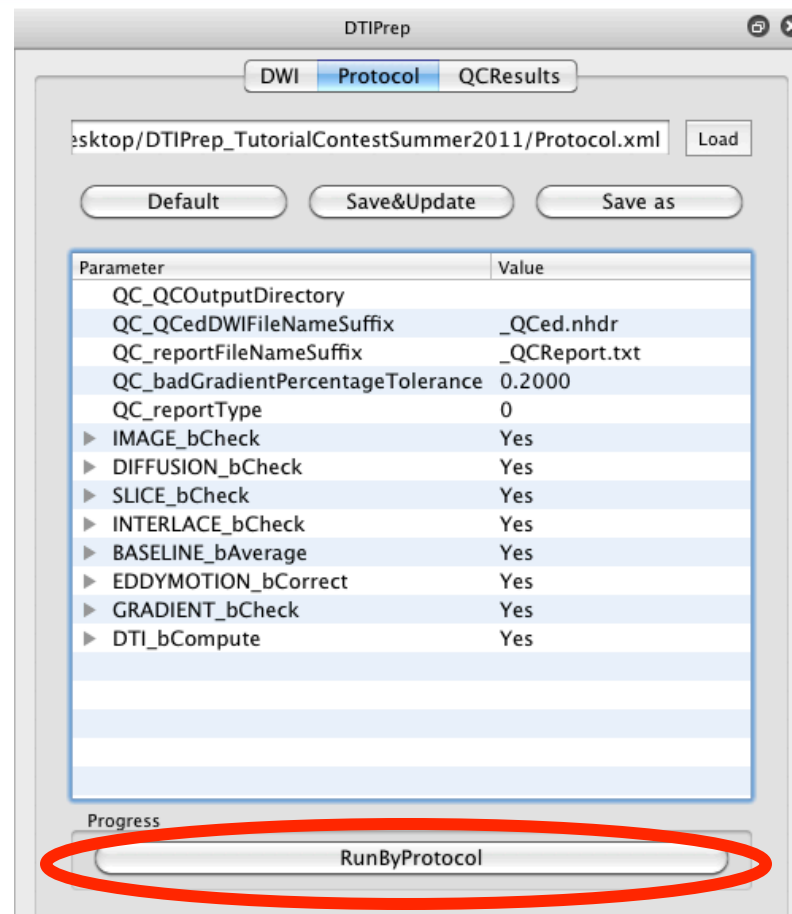 DTIPrep
DWI Protocol QCResults
esktop/DTIPrep_TutorialContestSummer2011/Protocol.xml Load
Default Save&Update Save as
Parameter Value
QC_QCOutputDirectory
QC_QCedDWIFileNameSuffix _QCed.nhdr
QC_reportFileNameSuffix _QCReport.txt
QC_badGradientPercentageTolerance 0.2000
QC_reportType 0
IMAGE_bCheck Yes
DIFFUSION_bCheck Yes
SLICE_bCheck Yes
INTERLACE_bCheck Yes
BASELINE_bAverage Yes
EDDYMOTION_bCorrect Yes
GRADIENT_bCheck Yes
DTI_bCompute Yes
Progress
RunByProtocol